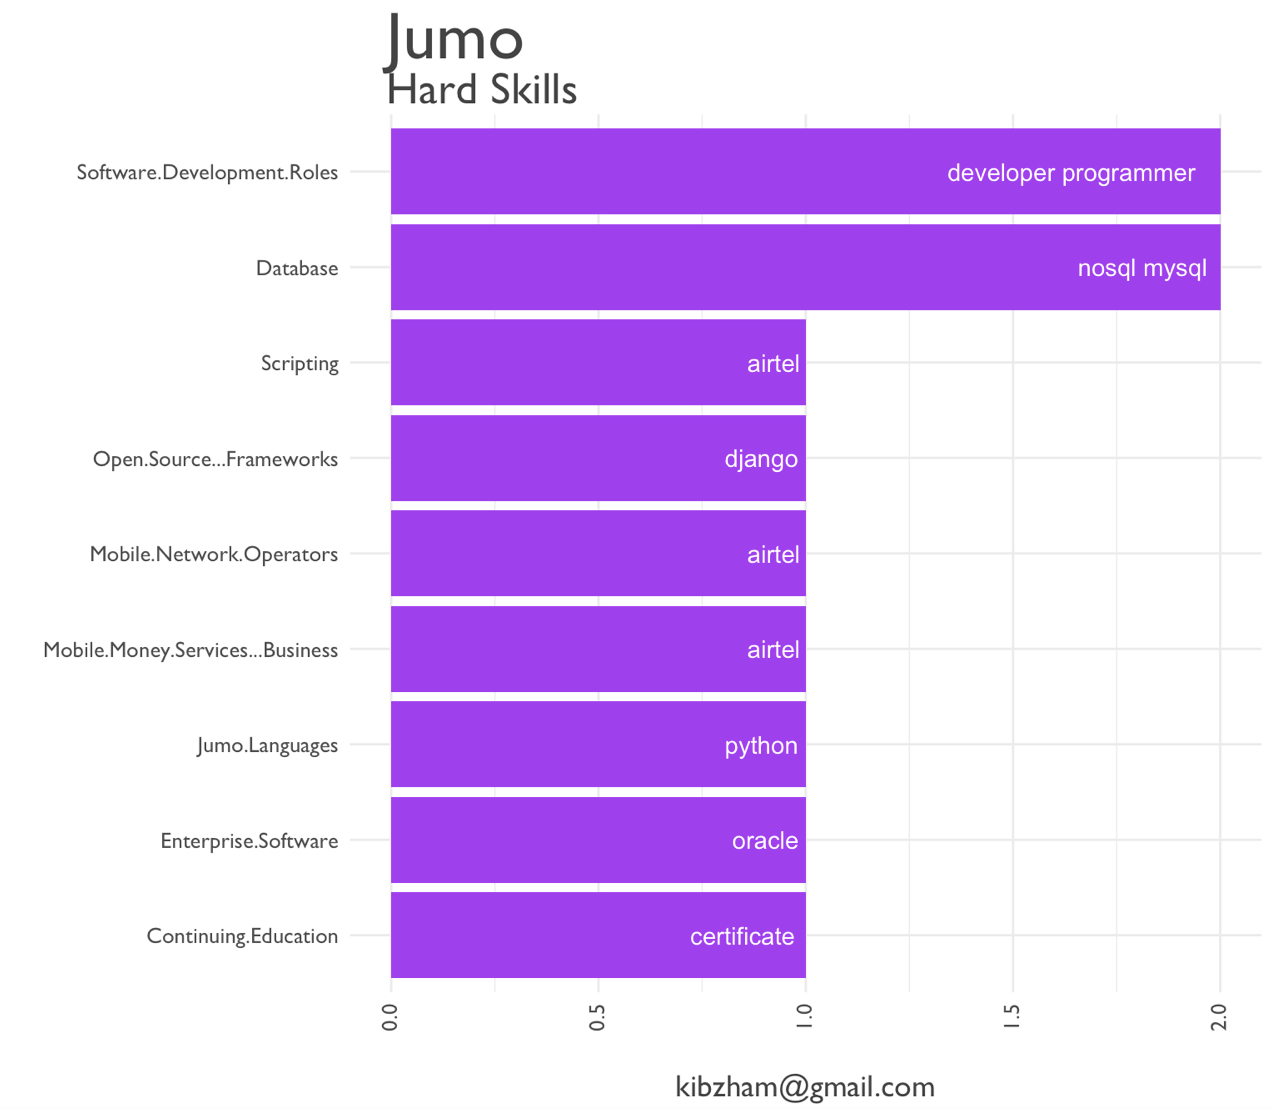 Jumo
Hard Skills
Software.Development.Roles developer programmer
Database nosql mysql
Scripting airtel
Open.Source...Frameworks django
Mobile.Network.Operators airtel
Mobile.Money.Services...Business airtel
Jumo.Languages python
Enterprise.Software oracle
Continuing.Education certificate
0.0 0.5 1.0 1.5 2.0
kibzham@gmail.com